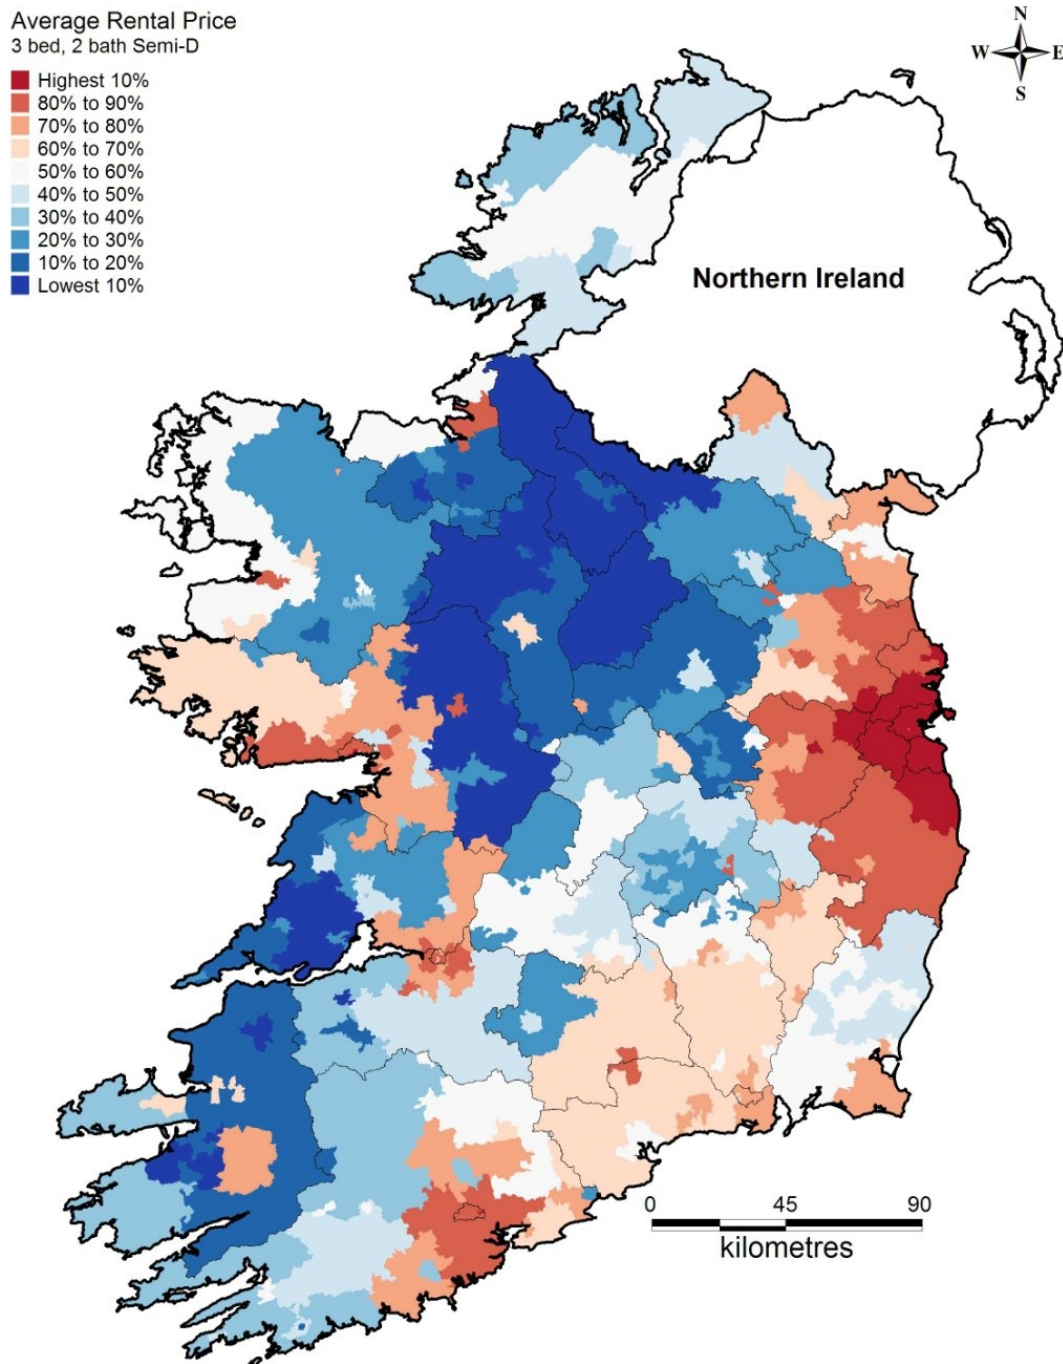 Average Rental Price
3 bed, 2 bath Semi-D
Highest 10%
80% to 90%
70% to 80%
60% to 70%
50% to 60%
40% to 50%
30% to 40%
20% to 30%
10% to 20%
Lowest 10%
N
W E
S
Northern Ireland
0 45 90
kilometres